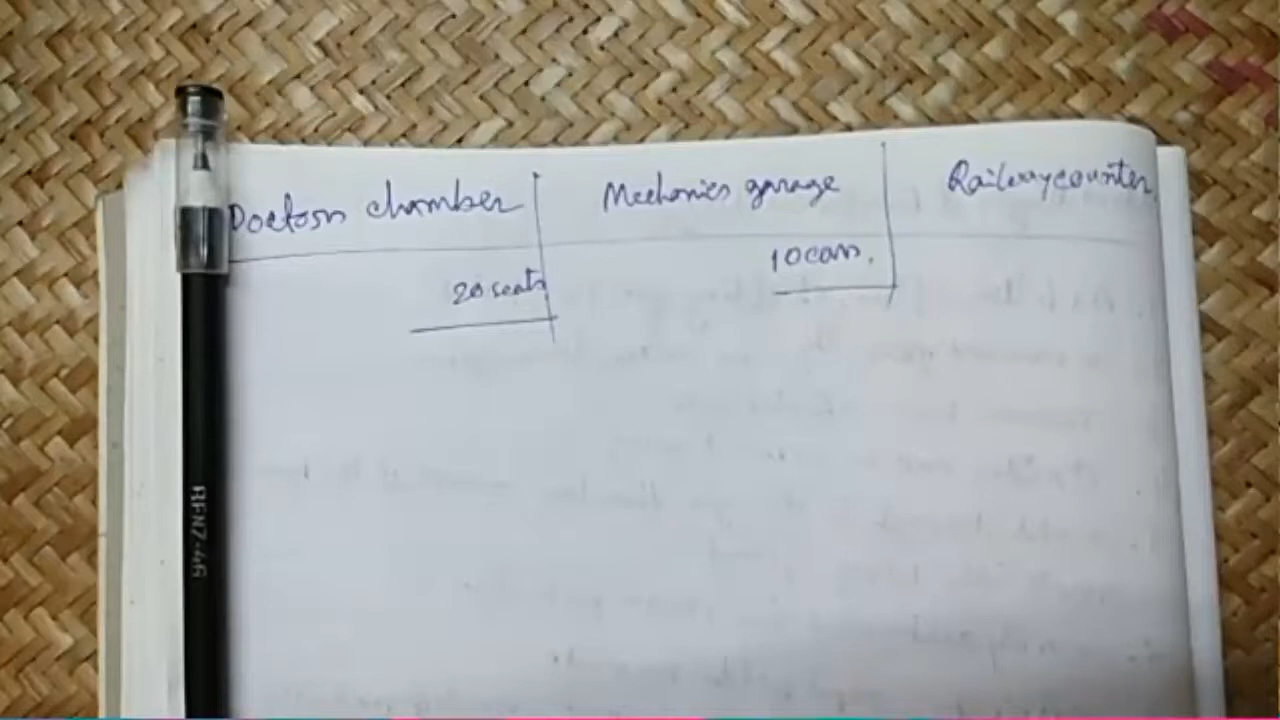 Doctors chamber
Mechanics garage
Railway counter
20 seats
10 cars.